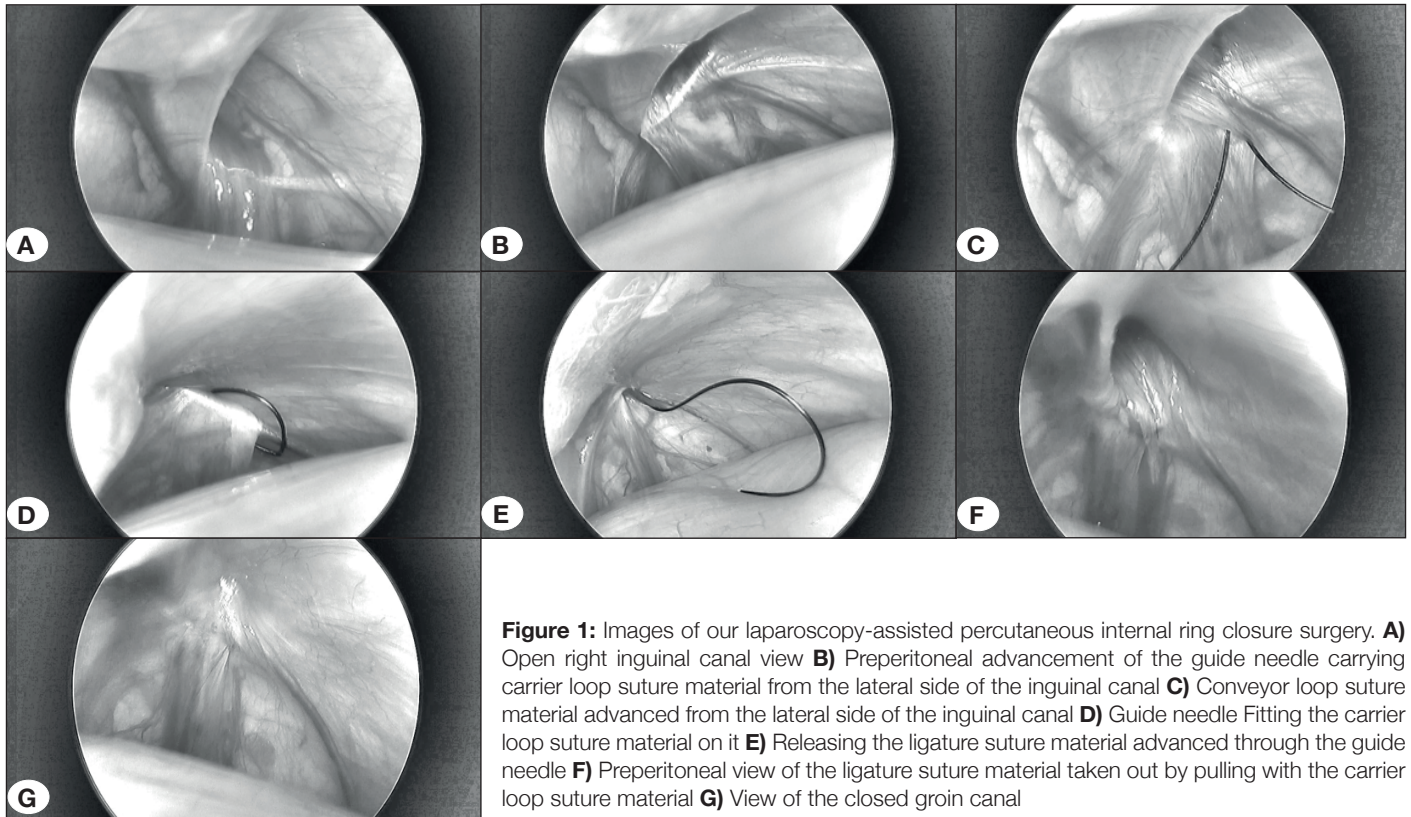 A
B
C
D
E
F
G
Figure 1: Images of our laparoscopy-assisted percutaneous internal ring closure surgery. A)
Open right inguinal canal view B) Preperitoneal advancement of the guide needle carrying
carrier loop suture material from the lateral side of the inguinal canal C) Conveyor loop suture
material advanced from the lateral side of the inguinal canal D) Guide needle Fitting the carrier
loop suture material on it E) Releasing the ligature suture material advanced through the guide
needle F) Preperitoneal view of the ligature suture material taken out by pulling with the carrier
loop suture material G) View of the closed groin canal